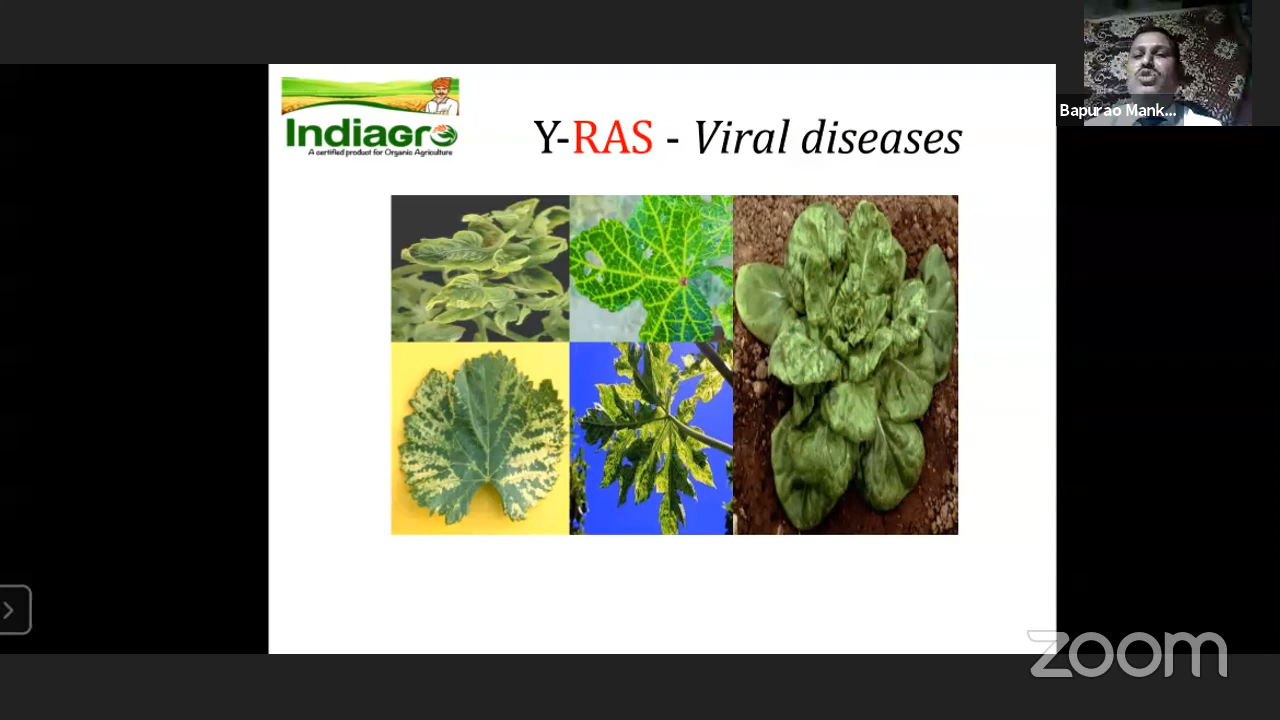 Indiagro
A certified product for Organic Agriculture
Y-RAS - Viral diseases
Bapurao Mank...
zoom